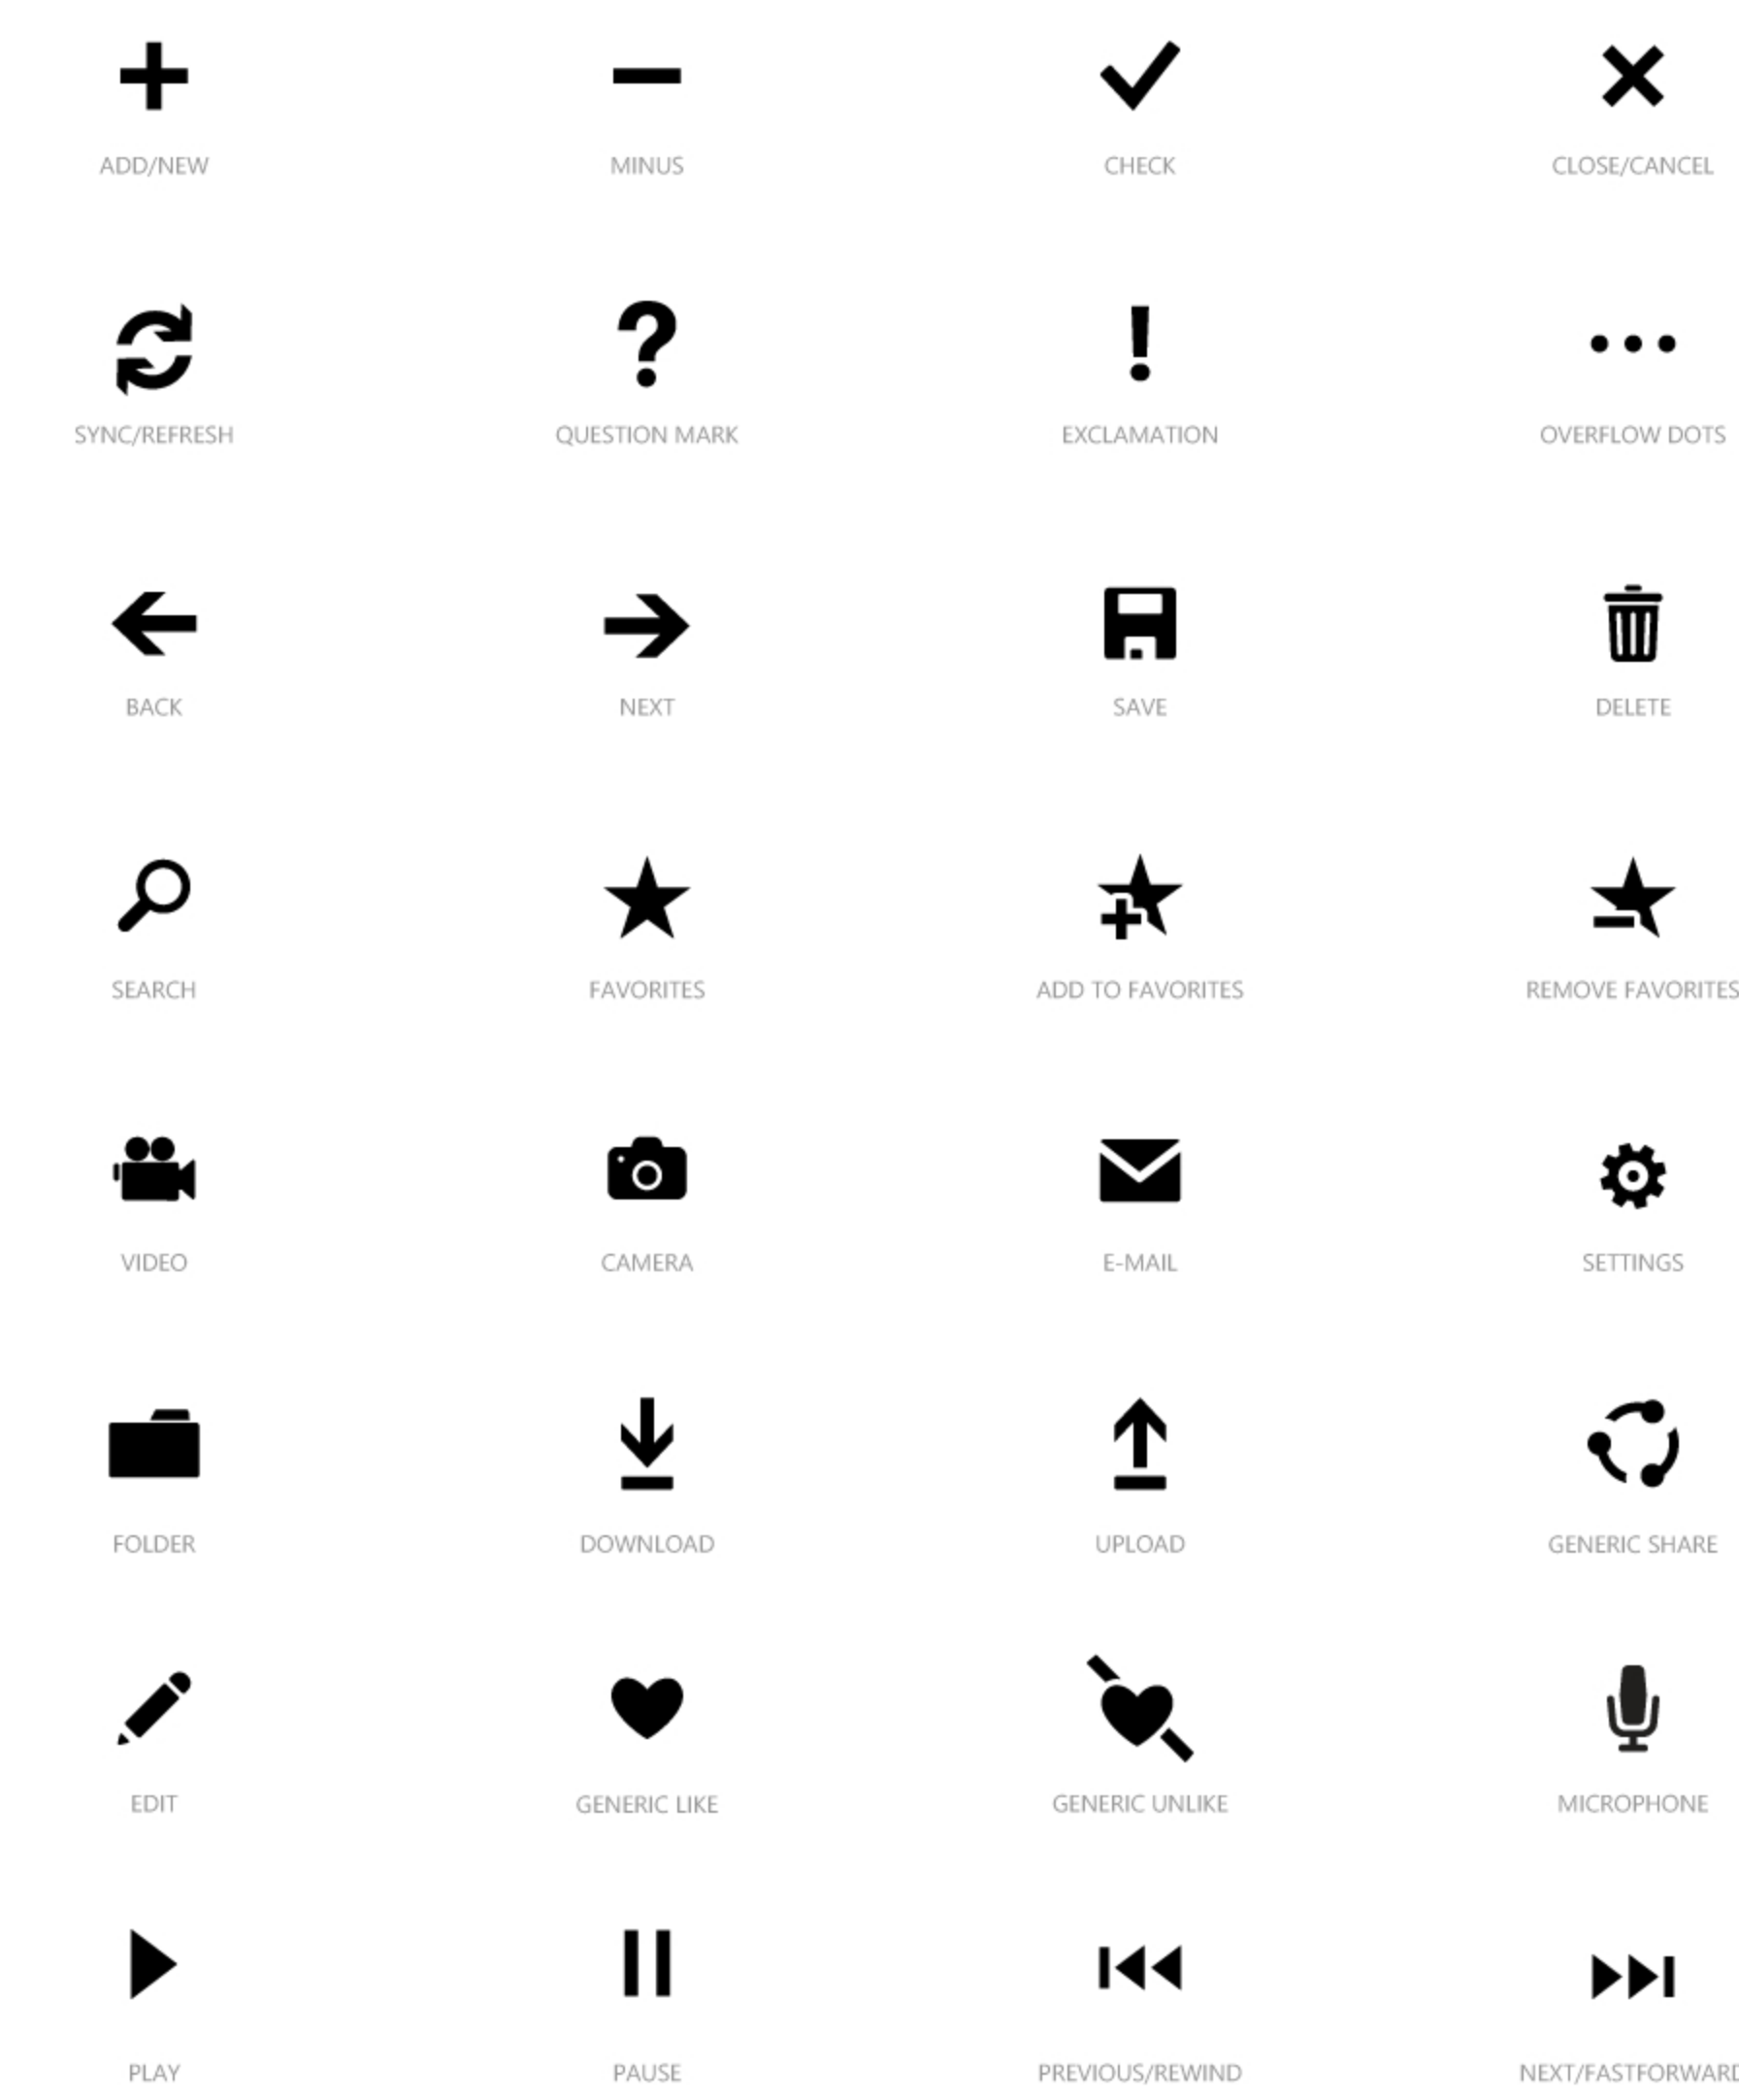 ADD/NEW
MINUS
CHECK
CLOSE/CANCEL
SYNC/REFRESH
QUESTION MARK
EXCLAMATION
OVERFLOW DOTS
BACK
NEXT
SAVE
DELETE
SEARCH
FAVORITES
ADD TO FAVORITES
REMOVE FAVORITES
VIDEO
CAMERA
E-MAIL
SETTINGS
FOLDER
DOWNLOAD
UPLOAD
GENERIC SHARE
EDIT
GENERIC LIKE
GENERIC UNLIKE
MICROPHONE
PLAY
PAUSE
PREVIOUS/REWIND
NEXT/FASTFORWARD